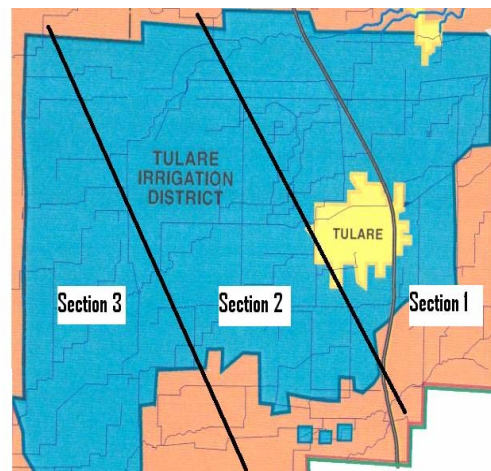 TULARE
IRRIGATION
DISTRICT
TULARE
Section 3
Section 2
Section 1